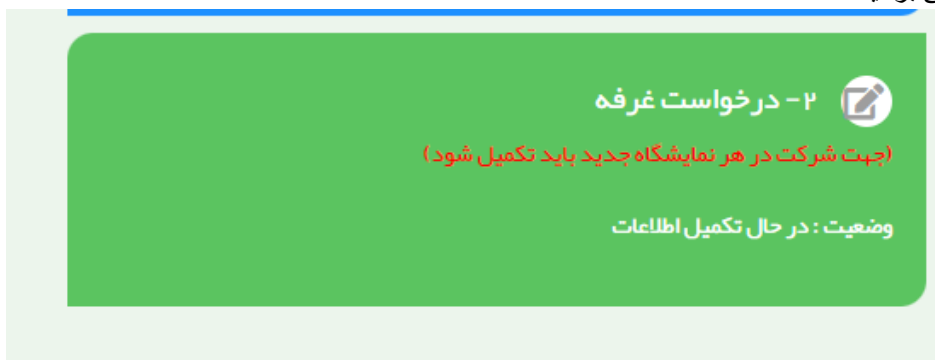 ۲- درخواست غرفه
(جهت شرکت در هر نمایشگاه جدید باید تکمیل شود)
وضعیت : در حال تکمیل اطلاعات